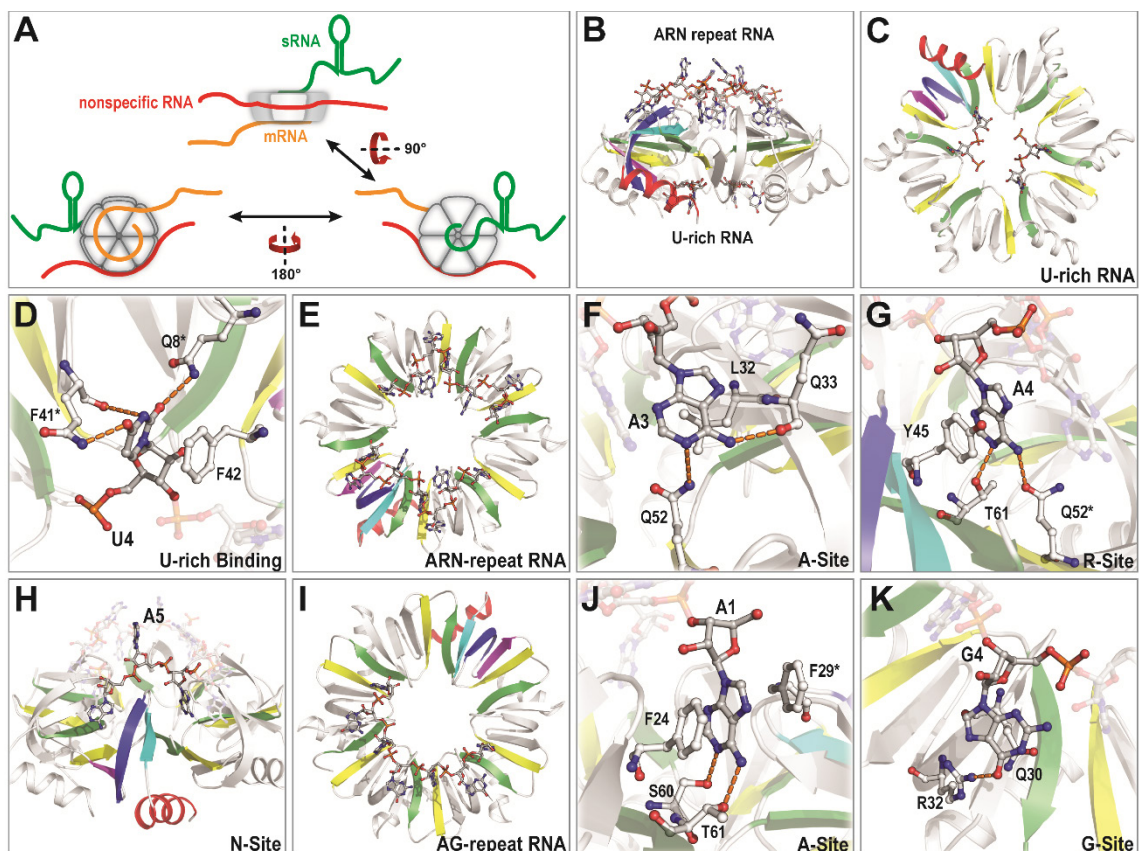 A
sRNA
nonspecific RNA
mRNA
90°
180°
B
ARN repeat RNA
U-rich RNA
C
U-rich RNA
D
Q8*
F41*
F42
U4
U-rich Binding
E
ARN-repeat RNA
F
L32
Q33
A3
Q52
A-Site
G
A4
Y45
T61
Q52*
R-Site
H
A5
N-Site
I
AG-repeat RNA
J
A1
F29*
F24
S60
T61
A-Site
K
G4
Q30
R32
G-Site